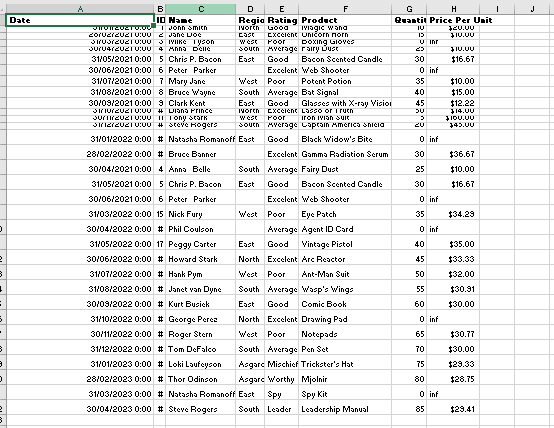 A B C D E F G H I J
Date ID Name Regio Rating Product Quantit Price Per Unit
31/01/2021 0:00 1 John Smith North Good Magic Wand 10 $20.00
28/02/2021 0:00 2 Jane Doe East Excelent Unicorn Horn 15 $10.00
3 Mike Tyson West Poor Boxing Gloves 0 inf
30/04/2021 0:00 4 Anna Belle South Average Fairy Dust 25 $10.00
31/05/2021 0:00 5 Chris P. Bacon East Good Bacon Scented Candle 30 $16.67
30/06/2021 0:00 6 Peter Parker Excelent Web Shooter 0 inf
31/07/2021 0:00 7 Mary Jane West Poor Potent Potion 35 $10.00
31/08/2021 0:00 8 Bruce Wayne South Average Bat Signal 40 $15.00
30/09/2021 0:00 9 Clark Kent East Good Glasses with X-ray Vision 45 $12.22
# Diana Prince North Excelent Lasso of Truth 50 $14.00
30/11/2021 0:00 # Tony Stark West Poor Iron Man Suit 5 $160.00
31/12/2021 0:00 # Steve Rogers South Average Captain America Shield 20 $45.00
31/01/2022 0:00 # Natasha Romanoff East Good Black Widow's Bite 0 inf
28/02/2022 0:00 # Bruce Banner Excelent Gamma Radiation Serum 30 $36.67
30/04/2021 0:00 4 Anna Belle South Average Fairy Dust 25 $10.00
31/05/2021 0:00 5 Chris P. Bacon East Good Bacon Scented Candle 30 $16.67
30/06/2021 0:00 6 Peter Parker Excelent Web Shooter 0 inf
31/03/2022 0:00 15 Nick Fury West Poor Eye Patch 35 $34.29
30/04/2022 0:00 # Phil Coulson Average Agent ID Card 0 inf
31/05/2022 0:00 17 Peggy Carter East Good Vintage Pistol 40 $35.00
30/06/2022 0:00 # Howard Stark North Excelent Arc Reactor 45 $33.33
31/07/2022 0:00 # Hank Pym West Poor Ant-Man Suit 50 $32.00
31/08/2022 0:00 # Janet van Dyne South Average Wasp's Wings 55 $30.91
30/09/2022 0:00 # Kurt Busiek East Good Comic Book 60 $30.00
31/10/2022 0:00 # George Perez North Excelent Drawing Pad 0 inf
30/11/2022 0:00 # Roger Stern West Poor Notepads 65 $30.77
31/12/2022 0:00 # Tom DeFalco South Average Pen Set 70 $30.00
31/01/2023 0:00 # Loki Laufeyson Asgard Mischief Trickster's Hat 75 $29.33
28/02/2023 0:00 # Thor Odinson Asgard Worthy Mjolnir 80 $28.75
31/03/2023 0:00 # Natasha Romanoff East Spy Spy Kit 0 inf
30/04/2023 0:00 # Steve Rogers South Leader Leadership Manual 85 $29.41